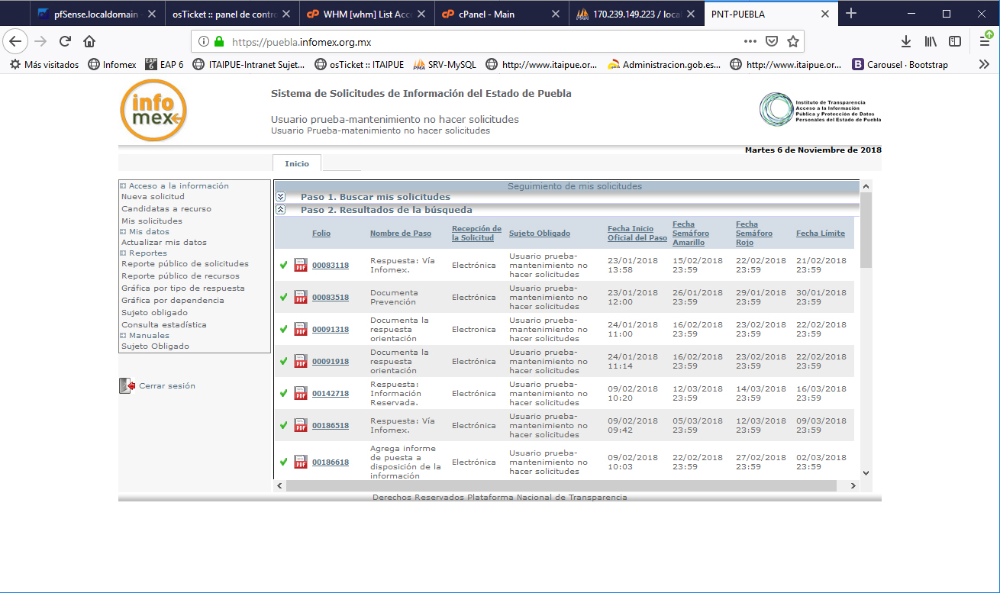 pfSense.localdomain -
osTicket :: panel de contro
WHM [whm] List Acco
cPanel - Main
170.239.149.223 / local
PNT-PUEBLA
https://puebla.infomex.org.mx
Más visitados
Infomex
EAP 6
ITAIPUE-Intranet Sujet...
osTicket :: ITAIPUE
SRV-MySQL
http://www.itaipue.or...
Administracion.gob.es...
http://www.itaipue.or...
Carousel · Bootstrap
info
mex
Sistema de Solicitudes de Información del Estado de Puebla
Usuario prueba-mantenimiento no hacer solicitudes
Usuario Prueba-matenimiento no hacer solicitudes
Instituto de Transparencia
Acceso a la Información
Pública y Protección de Datos
Personales del Estado de Puebla
Martes 6 de Noviembre de 2018
Inicio
Acceso a la información
Nueva solicitud
Candidatas a recurso
Mis solicitudes
Mis datos
Actualizar mis datos
Reportes
Reporte público de solicitudes
Reporte público de recursos
Gráfica por tipo de respuesta
Gráfica por dependencia
Sujeto obligado
Consulta estadística
Manuales
Sujeto Obligado
Cerrar sesión
Seguimiento de mis solicitudes
Paso 1. Buscar mis solicitudes
Paso 2. Resultados de la búsqueda
Folio
Nombre de Paso
Recepción de
la Solicitud
Sujeto Obligado
Fecha Inicio
Oficial del Paso
Fecha
Semáforo
Amarillo
Fecha
Semáforo
Rojo
Fecha Límite
PDF
00083118
Respuesta: Vía
Infomex.
Electrónica
Usuario prueba-
mantenimiento no
hacer solicitudes
23/01/2018
13:58
15/02/2018
23:59
22/02/2018
23:59
21/02/2018
23:59
PDF
00083518
Documenta
Prevención
Electrónica
Usuario prueba-
mantenimiento no
hacer solicitudes
23/01/2018
12:00
26/01/2018
23:59
29/01/2018
23:59
30/01/2018
23:59
PDF
00091318
Documenta la
respuesta
orientación
Electronica
Usuario prueba-
mantenimiento no
hacer solicitudes
24/01/2018
11:00
16/02/2018
23:59
23/02/2018
23:59
22/02/2018
23:59
PDF
00091918
Documenta la
respuesta
orientación
Electrónica
Usuario prueba-
mantenimiento no
hacer solicitudes
24/01/2018
11:14
16/02/2018
23:59
23/02/2018
23:59
22/02/2018
23:59
PDF
00142718
Respuesta:
Información
Reservada.
Electrónica
Usuario prueba-
mantenimiento no
hacer solicitudes
09/02/2018
10:20
12/03/2018
23:59
14/03/2018
23:59
16/03/2018
23:59
PDF
00186518
Respuesta: Vía
Infomex.
Electrónica
Usuario prueba-
mantenimiento no
hacer solicitudes
09/02/2018
09:42
05/03/2018
23:59
12/03/2018
23:59
09/03/2018
23:59
PDF
00186618
Agrega informe
de puesta a
disposición de la
información
Electrónica
Usuario prueba-
mantenimiento no
hacer solicitudes
09/02/2018
10:03
22/02/2018
23:59
27/02/2018
23:59
02/03/2018
23:59
Derechos Reservados Plataforma Nacional de Transparencia